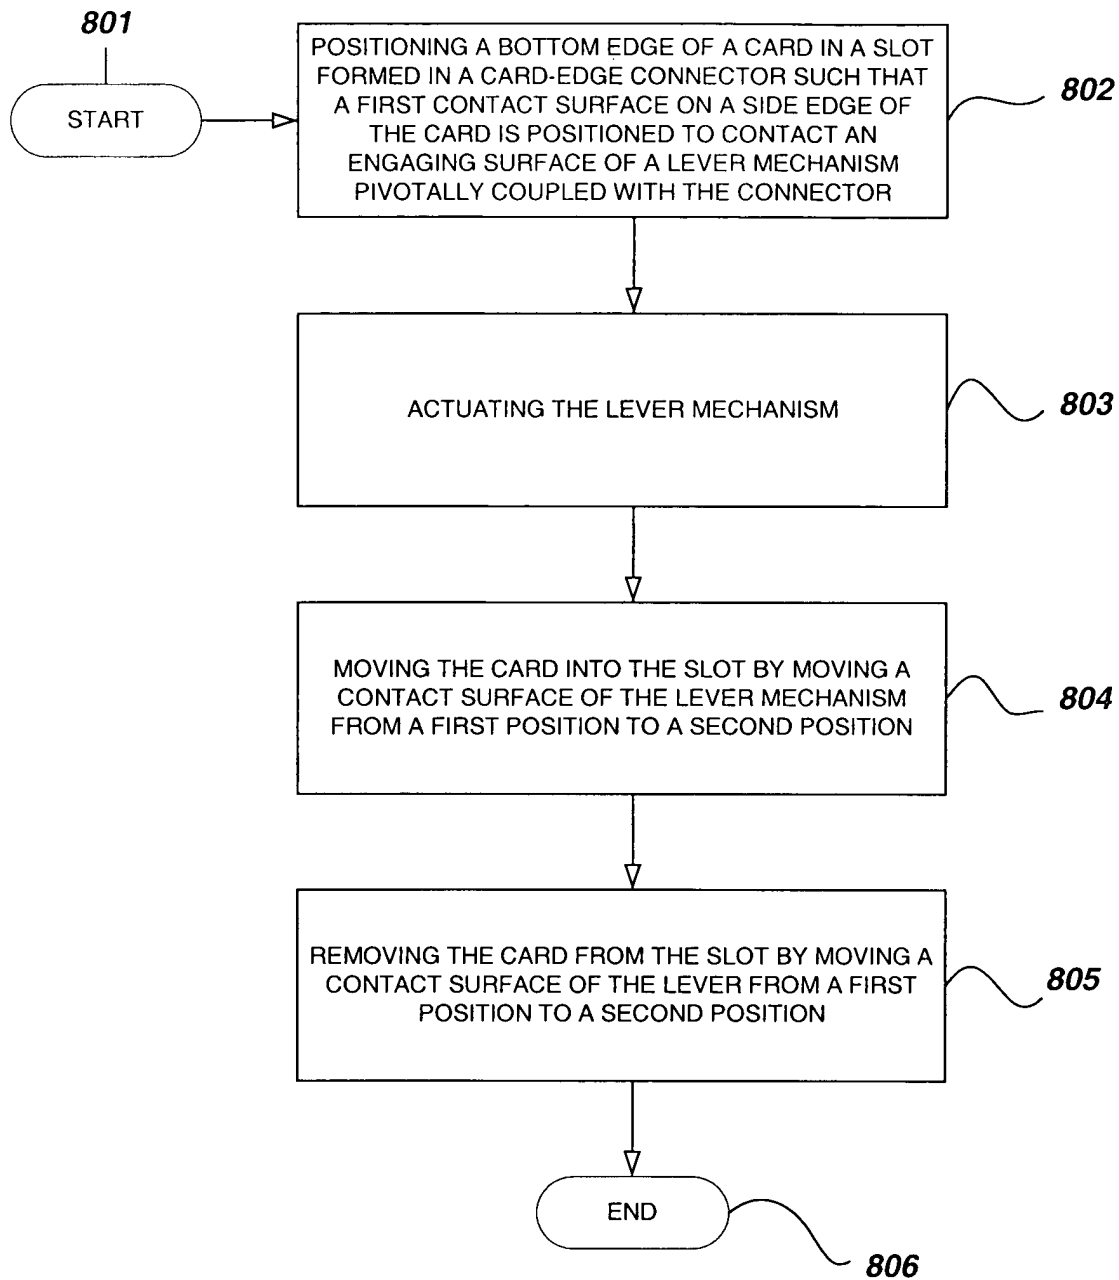 801
START
POSITIONING A BOTTOM EDGE OF A CARD IN A SLOT
FORMED IN A CARD-EDGE CONNECTOR SUCH THAT
A FIRST CONTACT SURFACE ON A SIDE EDGE OF
THE CARD IS POSITIONED TO CONTACT AN
ENGAGING SURFACE OF A LEVER MECHANISM
PIVOTALLY COUPLED WITH THE CONNECTOR
802
ACTUATING THE LEVER MECHANISM
803
MOVING THE CARD INTO THE SLOT BY MOVING A
CONTACT SURFACE OF THE LEVER MECHANISM
FROM A FIRST POSITION TO A SECOND POSITION
804
REMOVING THE CARD FROM THE SLOT BY MOVING A
CONTACT SURFACE OF THE LEVER FROM A FIRST
POSITION TO A SECOND POSITION
805
END
806